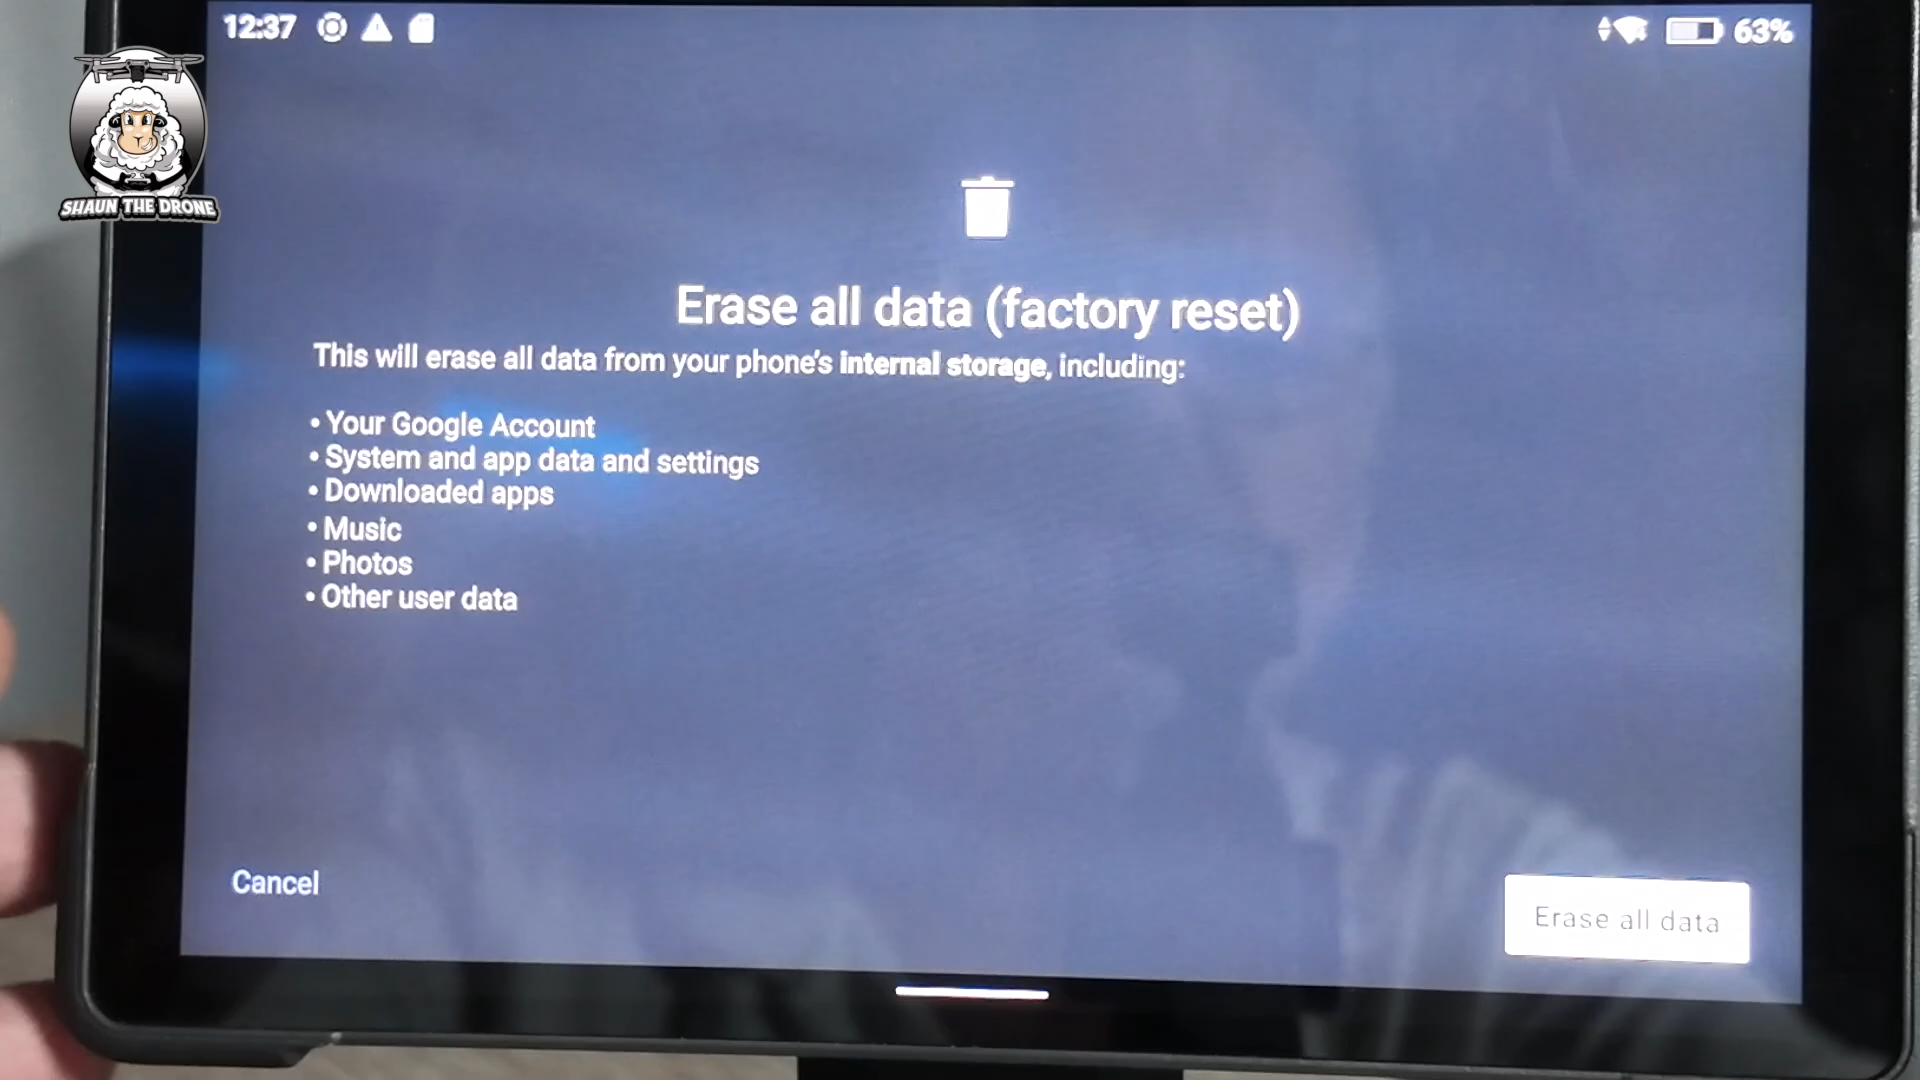 12:37
63%
SHAUN THE DRONE
Erase all data (factory reset)
This will erase all data from your phone's internal storage, including:
• Your Google Account
• System and app data and settings
• Downloaded apps
• Music
• Photos
• Other user data
Cancel
Erase all data